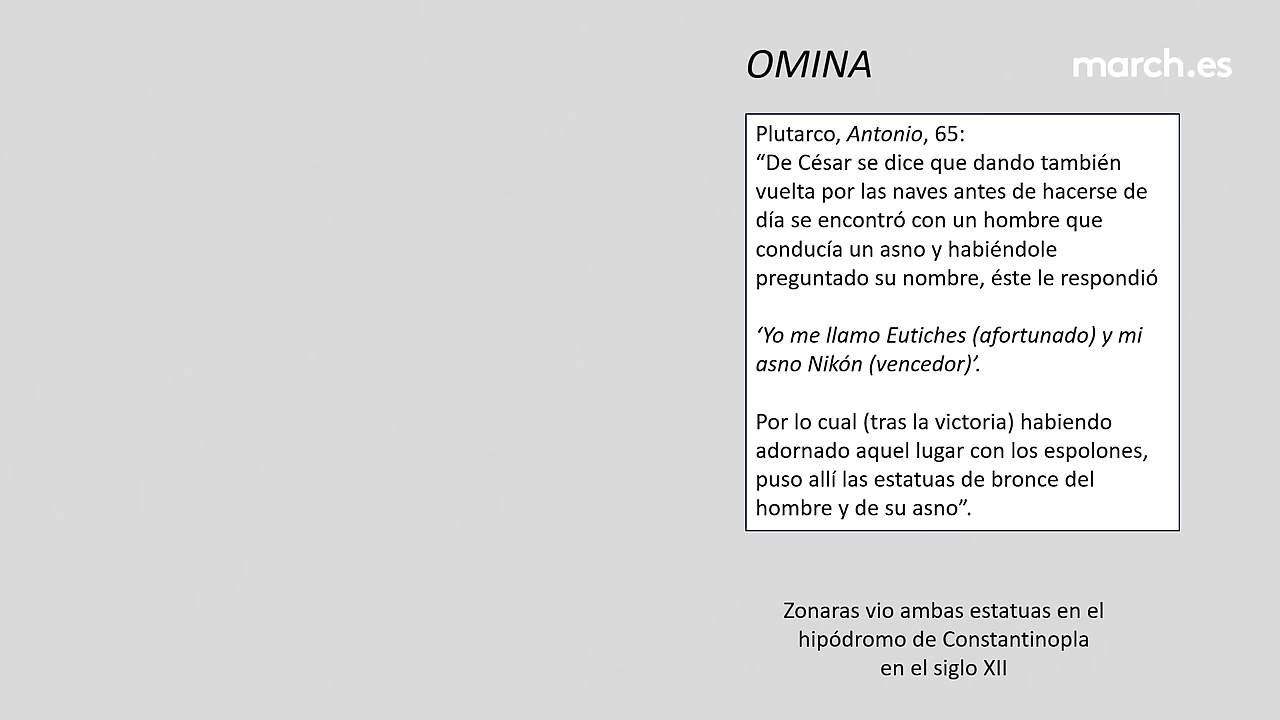 OMINA
march.es
Plutarco, Antonio, 65:
“De César se dice que dando también
vuelta por las naves antes de hacerse de
día se encontró con un hombre que
conducía un asno y habiéndole
preguntado su nombre, éste le respondió
‘Yo me llamo Eutiches (afortunado) y mi
asno Nikón (vencedor)’.
Por lo cual (tras la victoria) habiendo
adornado aquel lugar con los espolones,
puso allí las estatuas de bronce del
hombre y de su asno”.
Zonaras vio ambas estatuas en el
hipódromo de Constantinopla
en el siglo XII